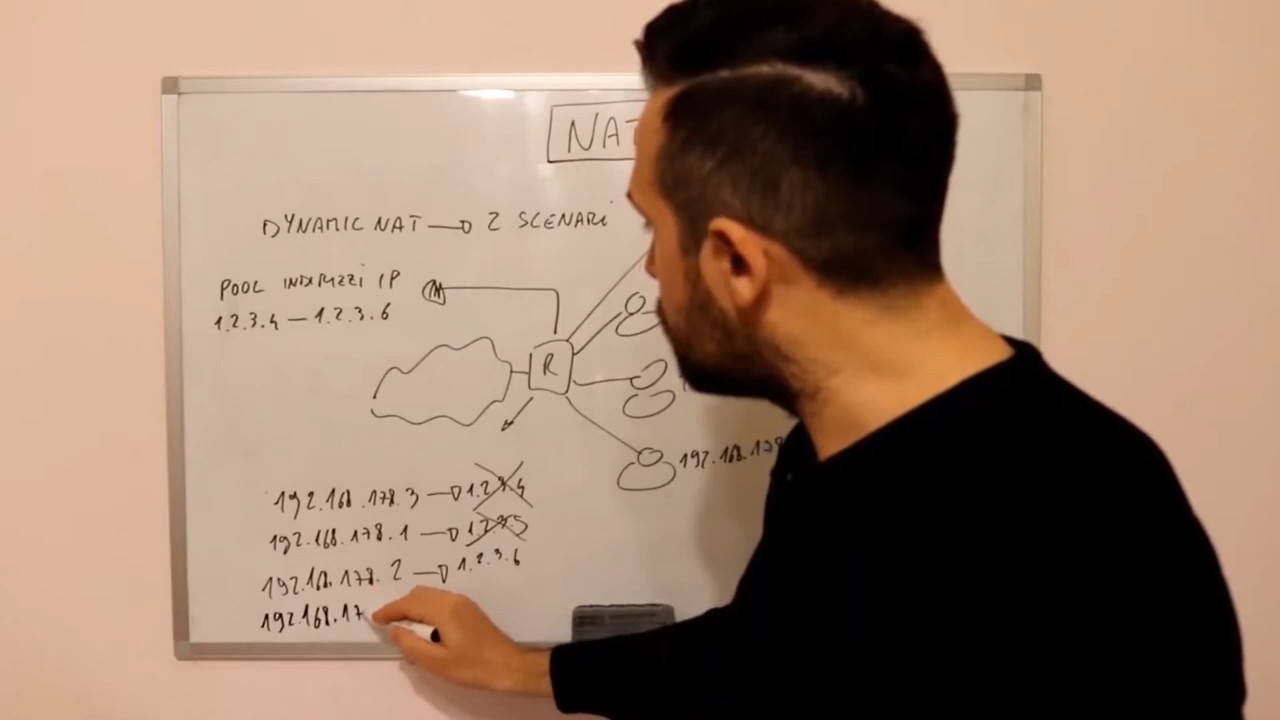 NAT
DYNAMIC NAT → 2 SCENARI
POOL INDIRIZZI IP
1.2.3.4 — 1.2.3.6
R
192.168.178
192.168.178.3 → 1.2.3.4
192.168.178.1 → 1.2.3.5
192.168.178.2 → 1.2.3.6
192.168.17